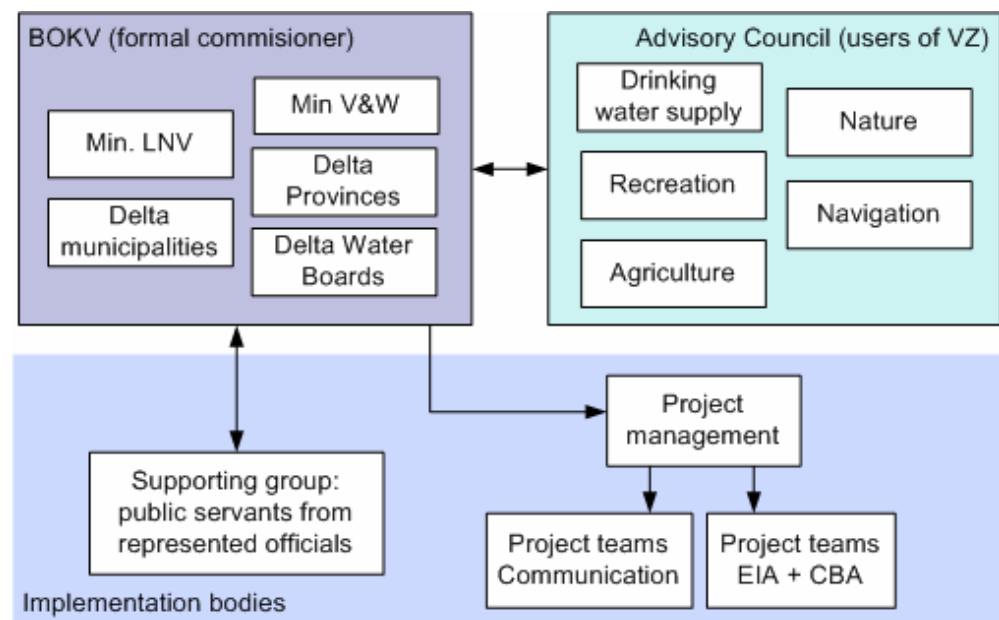 BOKV (formal commisioner)
Min V&W
Min. LNV
Delta
Provinces
Delta
municipalities
Delta Water
Boards
Advisory Council (users of VZ)
Drinking
water supply
Nature
Recreation
Navigation
Agriculture
Project
management
Supporting group:
public servants from
represented officials
Project teams
Communication
Project teams
EIA + CBA
Implementation bodies